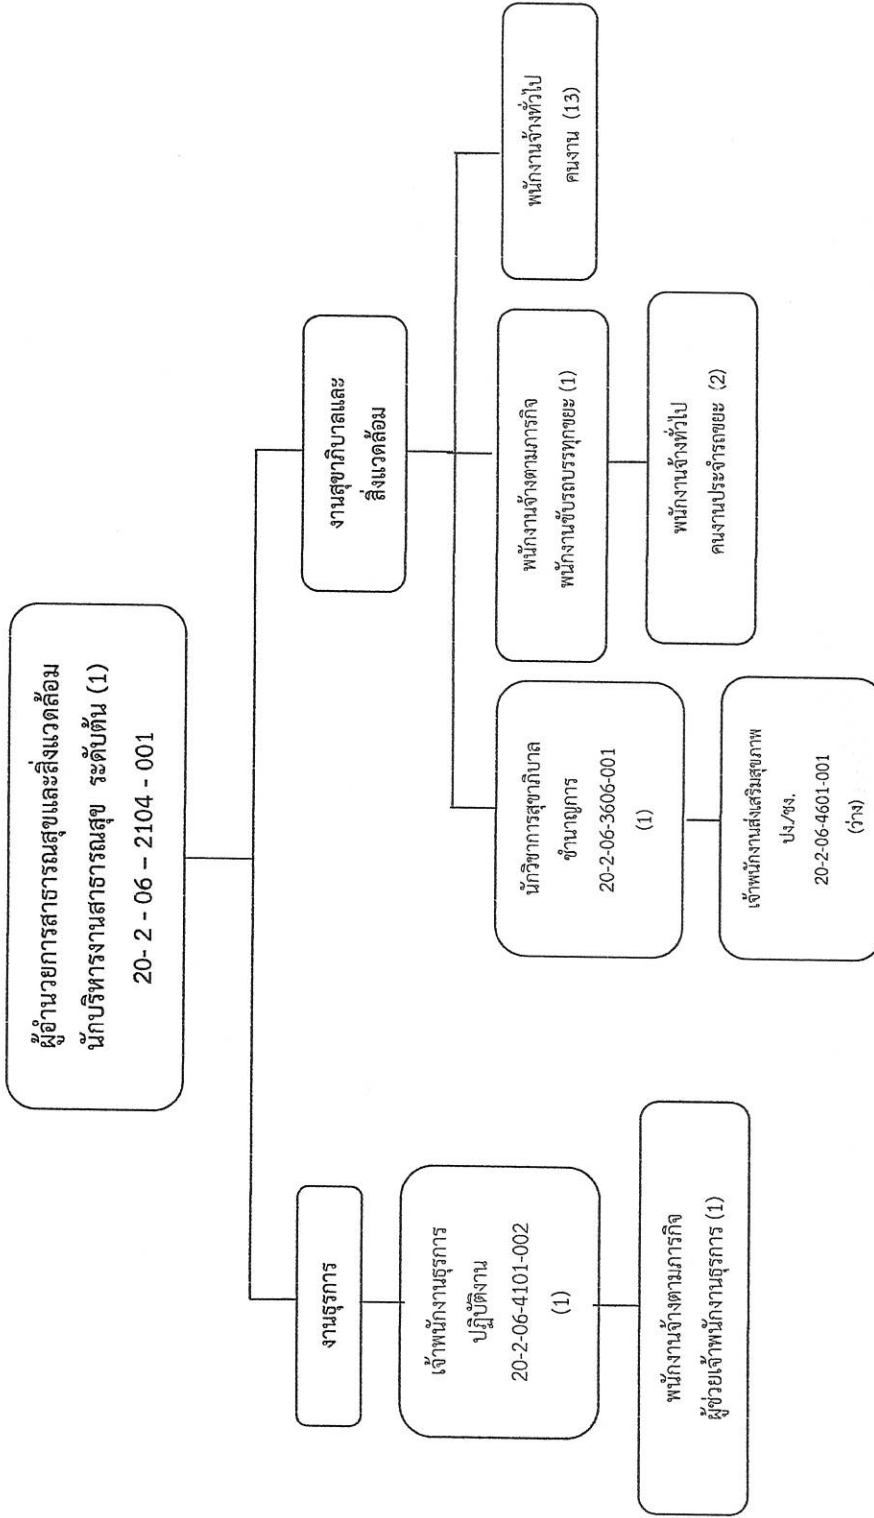 ผู้อำนวยการสาธารณสุขและสิ่งแวดล้อม
นักบริหารงานสาธารณสุข ระดับต้น (1)
20- 2 - 06 – 2104 - 001
งานธุรการ
เจ้าพนักงานธุรการ
ปฏิบัติงาน
20-2-06-4101-002
(1)
พนักงานจ้างตามภารกิจ
ผู้ช่วยเจ้าพนักงานธุรการ (1)
งานสุขาภิบาลและ
สิ่งแวดล้อม
นักวิชาการสุขาภิบาล
ชำนาญการ
20-2-06-3606-001
(1)
เจ้าพนักงานส่งเสริมสุขภาพ
ปง./ชง.
20-2-06-4601-001
(ว่าง)
พนักงานจ้างตามภารกิจ
พนักงานขับรถบรรทุกขยะ (1)
พนักงานจ้างทั่วไป
คนงานประจำรถขยะ (2)
พนักงานจ้างทั่วไป
คนงาน (13)